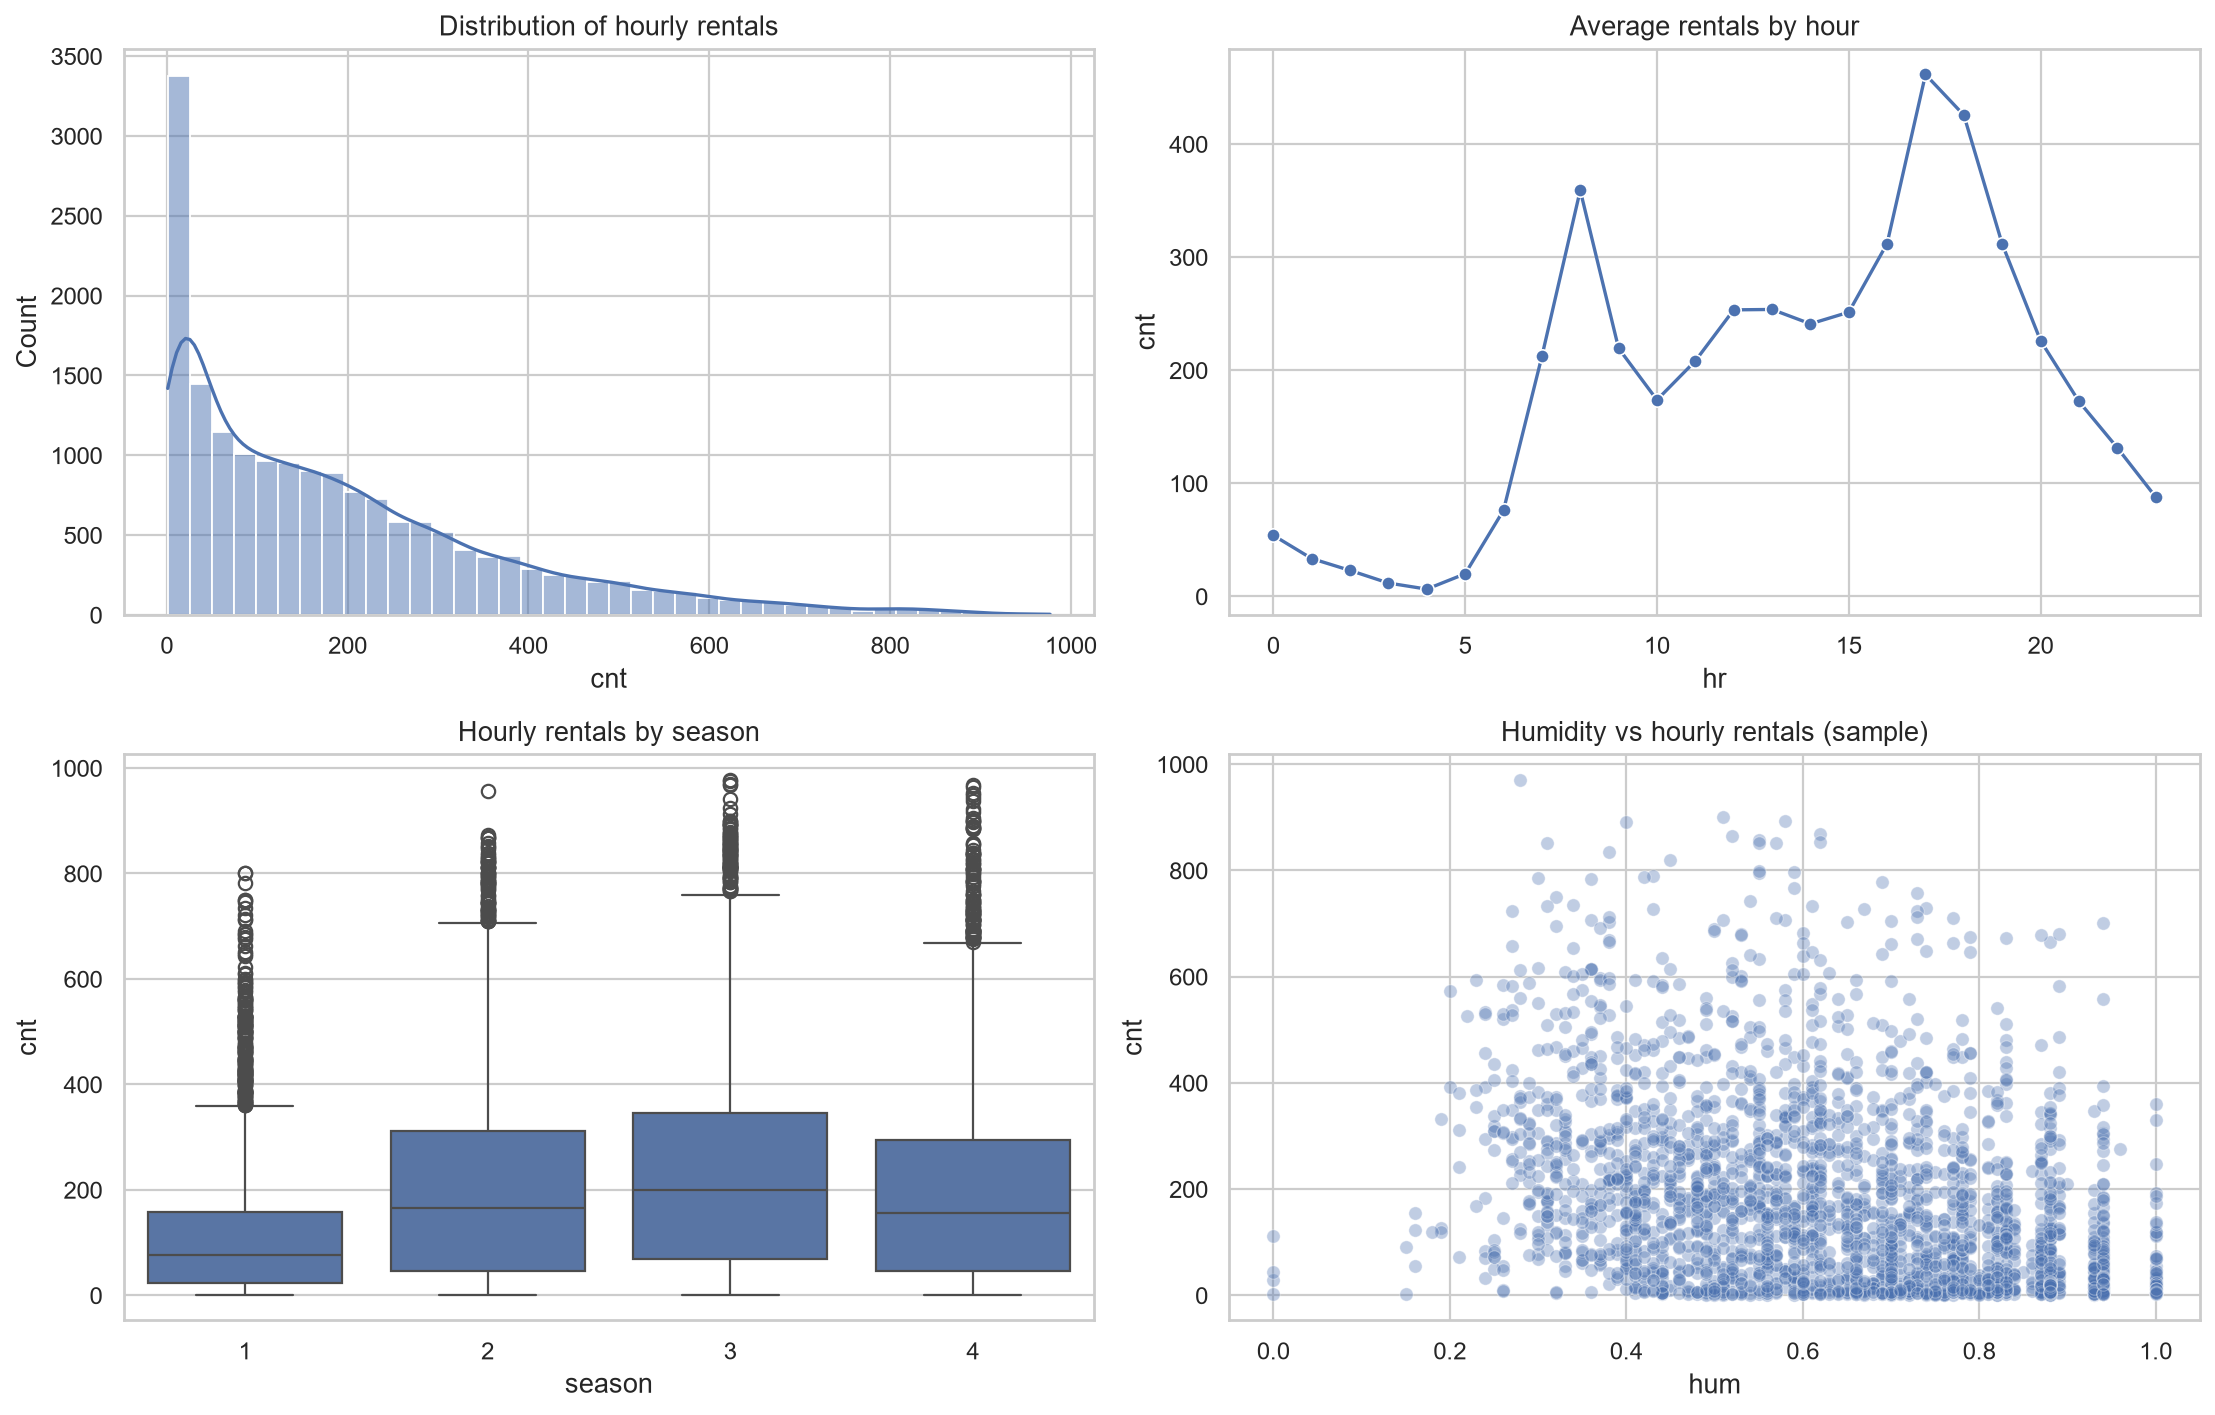 Distribution of hourly rentals
Count
3500
3000
2500
2000
1500
1000
500
0
0 200 400 600 800 1000
cnt
Average rentals by hour
cnt
400
300
200
100
0
0 5 10 15 20
hr
Hourly rentals by season
cnt
1000
800
600
400
200
0
1 2 3 4
season
Humidity vs hourly rentals (sample)
cnt
1000
800
600
400
200
0
0.0 0.2 0.4 0.6 0.8 1.0
hum